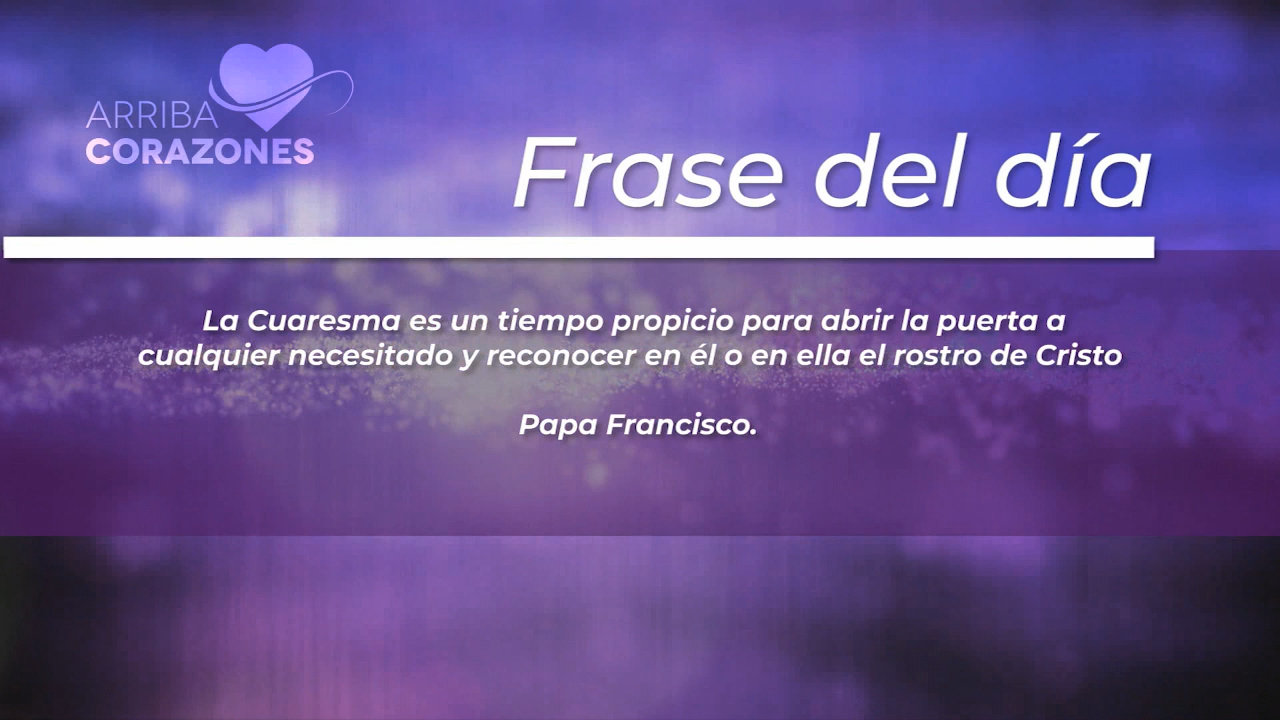 ARRIBA
CORAZONES
Frase del día
La Cuaresma es un tiempo propicio para abrir la puerta a
cualquier necesitado y reconocer en él o en ella el rostro de Cristo
Papa Francisco.